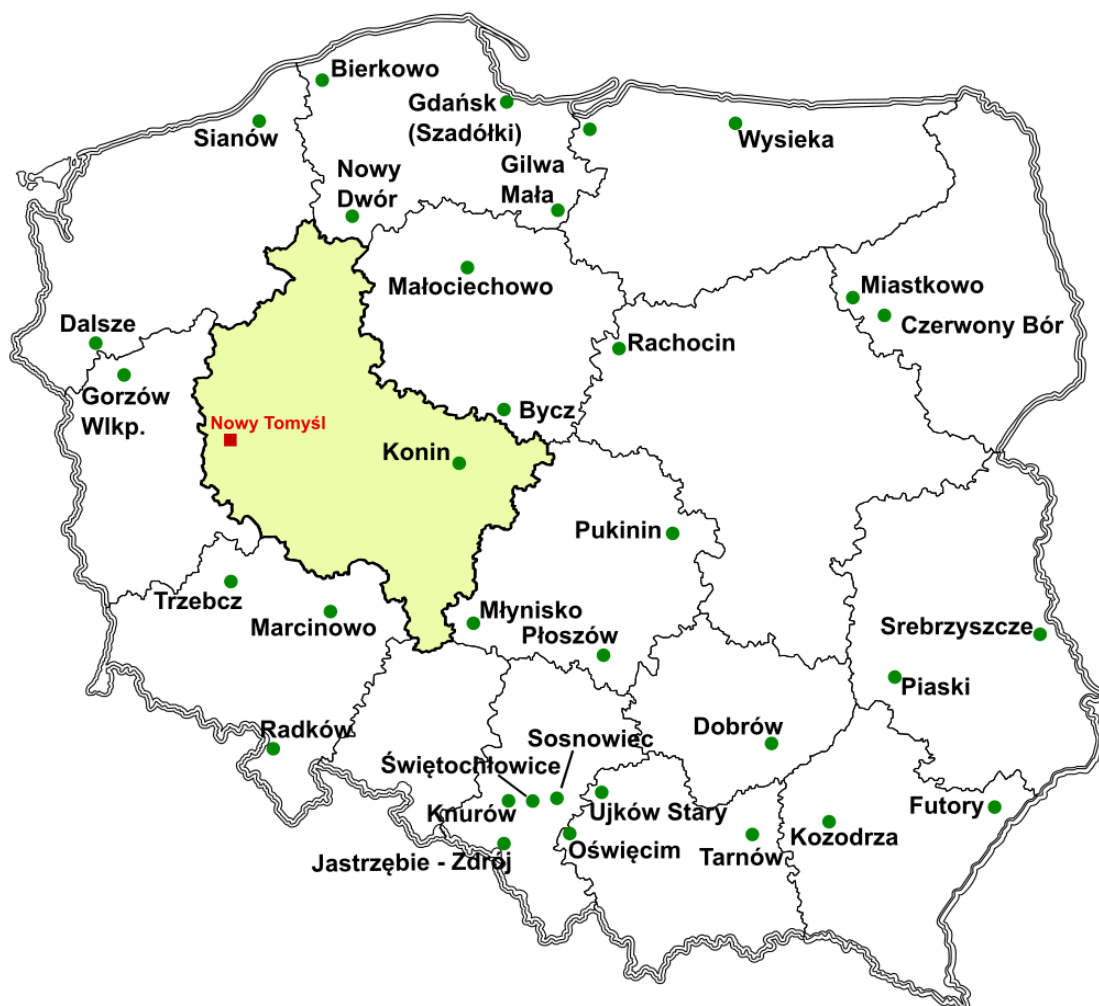 Bierkowo
Gdańsk
(Szadółki)
Sianów
Wysieka
Nowy
Dwór
Gilwa
Mała
Małociechowo
Miastkowo
Czerwony Bór
Dalsze
Rachocin
Gorzów
Wlkp.
Bycz
Nowy Tomyśl
Konin
Pukinin
Trzebcz
Marcinowo
Młynisko
Płoszów
Srebrzyszcze
Piaski
Radków
Dobrów
Sosnowiec
Świętochłowice
Knurów
Ujków Stary
Futory
Kozodrza
Oświęcim
Tarnów
Jastrzębie - Zdrój